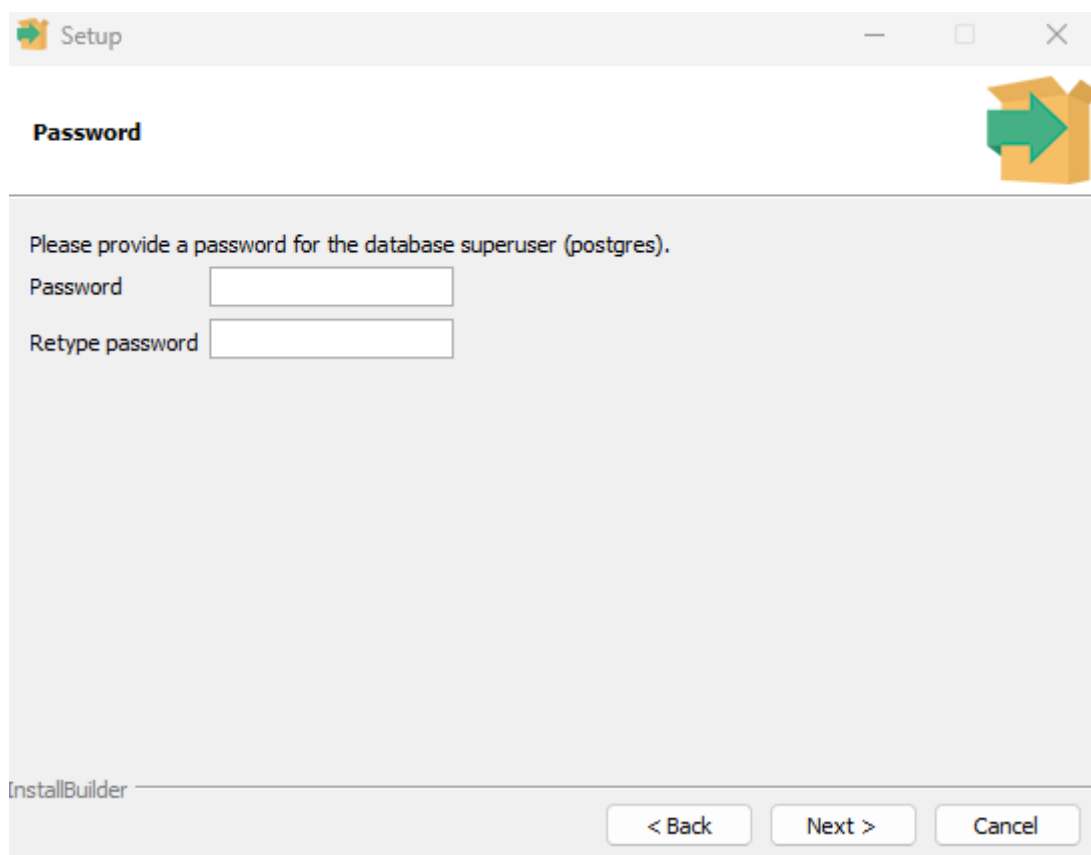 Setup
Password
Please provide a password for the database superuser (postgres).
Password
Retype password
InstallBuilder
< Back
Next >
Cancel